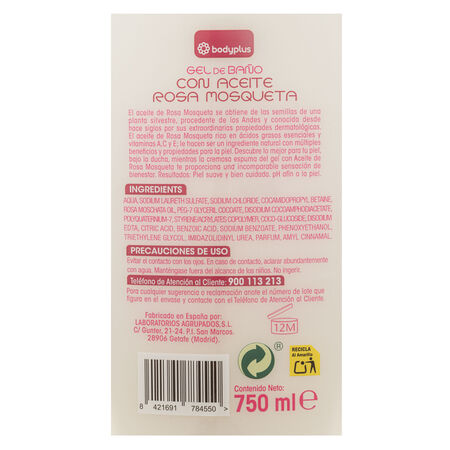 bodyplus
GEL DE BAÑO
CON ACEITE
ROSA MOSQUETA
El aceite de Rosa Mosqueta se obtiene de las semillas de una
planta silvestre, procedente de los Andes y conocida desde
hace siglos por sus extraordinarias propiedades dermatológicas.
El aceite de Rosa Mosqueta rico en ácidos grasos esenciales y
vitaminas A,C y E; le hacen ser un ingrediente natural con múltiples
beneficios y propiedades para la piel. Descubre lo mejor para tu piel,
bajo la ducha, mientras la cremosa espuma del gel con Aceite de
Rosa Mosqueta te proporciona una incomparable sensación de
bienestar. Resultados: Piel suave y bien cuidada, pH afín a la piel.
INGREDIENTS
AQUA, SODIUM LAURETH SULFATE, SODIUM CHLORIDE, COCAMIDOPROPYL BETAINE,
ROSA MOSCHATA OIL, PEG-7 GLYCERYL COCOATE, DISODIUM COCOAMPHODIACETATE,
POLYQUATERNIUM-7, STYRENE/ACRYLATES COPOLYMER, COCO-GLUCOSIDE, DISODIUM
EDTA, CITRIC ACID, BENZOIC ACID, SODIUM BENZOATE, PHENOXYETHANOL,
TRIETHYLENE GLYCOL, IMIDAZOLIDINYL UREA, PARFUM, AMYL CINNAMAL.
PRECAUCIONES DE USO
Evitar el contacto con los ojos. En caso de contacto, aclarar abundantemente
con agua. Manténgase fuera del alcance de los niños. No ingerir.
Teléfono de Atención al Cliente: 900 113 213
Para cualquier sugerencia o reclamación anote el número de lote que
figura en el envase y contacte con el Teléfono de Atención al Cliente.
Fabricado en España por:
LABORATORIOS AGRUPADOS,S.L.
C/ Gunter, 21-24. P.I. San Marcos.
28906 Getafe (Madrid).
12M
®
RECICLA
Al Amarillo
Contenido Neto:
750 ml e
8 421691 784550 >